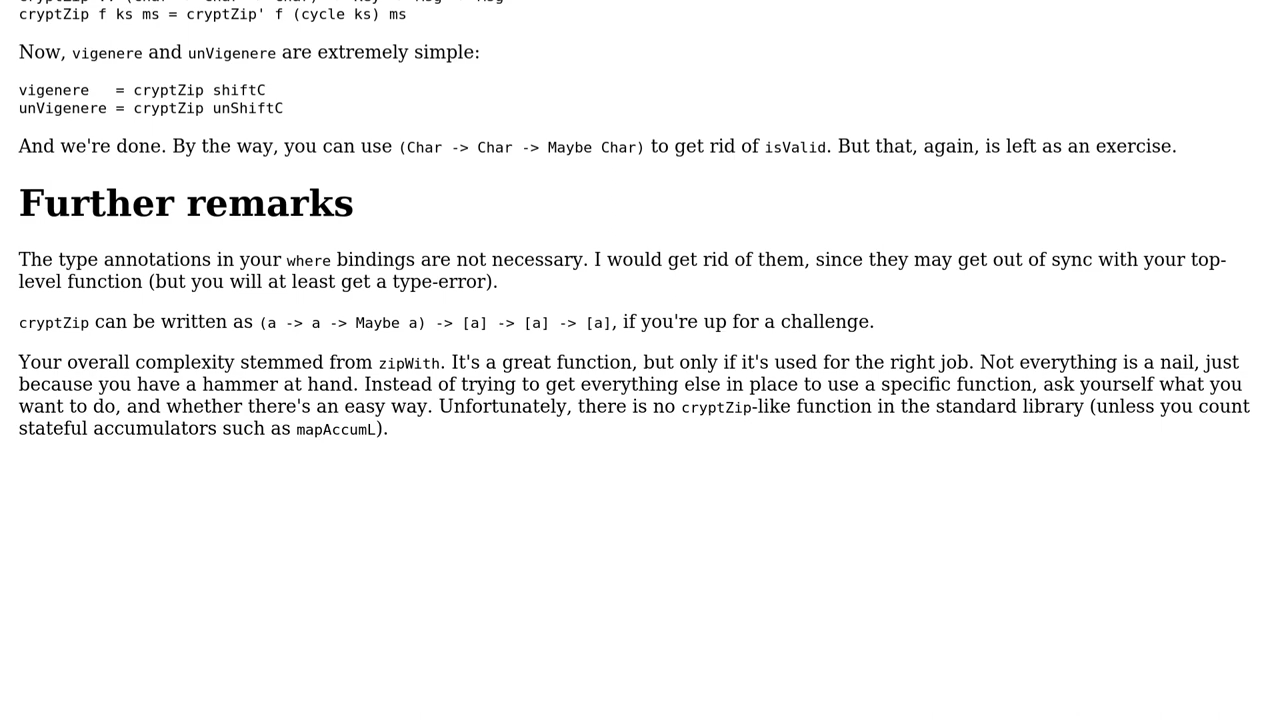 cryptZip f ks ms = cryptZip' f (cycle ks) ms
Now, vigenere and unVigenere are extremely simple:
vigenere   = cryptZip shiftC
unVigenere = cryptZip unShiftC
And we're done. By the way, you can use (Char -> Char -> Maybe Char) to get rid of isValid. But that, again, is left as an exercise.
Further remarks
The type annotations in your where bindings are not necessary. I would get rid of them, since they may get out of sync with your top-
level function (but you will at least get a type-error).
cryptZip can be written as (a -> a -> Maybe a) -> [a] -> [a] -> [a], if you're up for a challenge.
Your overall complexity stemmed from zipWith. It's a great function, but only if it's used for the right job. Not everything is a nail, just
because you have a hammer at hand. Instead of trying to get everything else in place to use a specific function, ask yourself what you
want to do, and whether there's an easy way. Unfortunately, there is no cryptZip-like function in the standard library (unless you count
stateful accumulators such as mapAccumL).